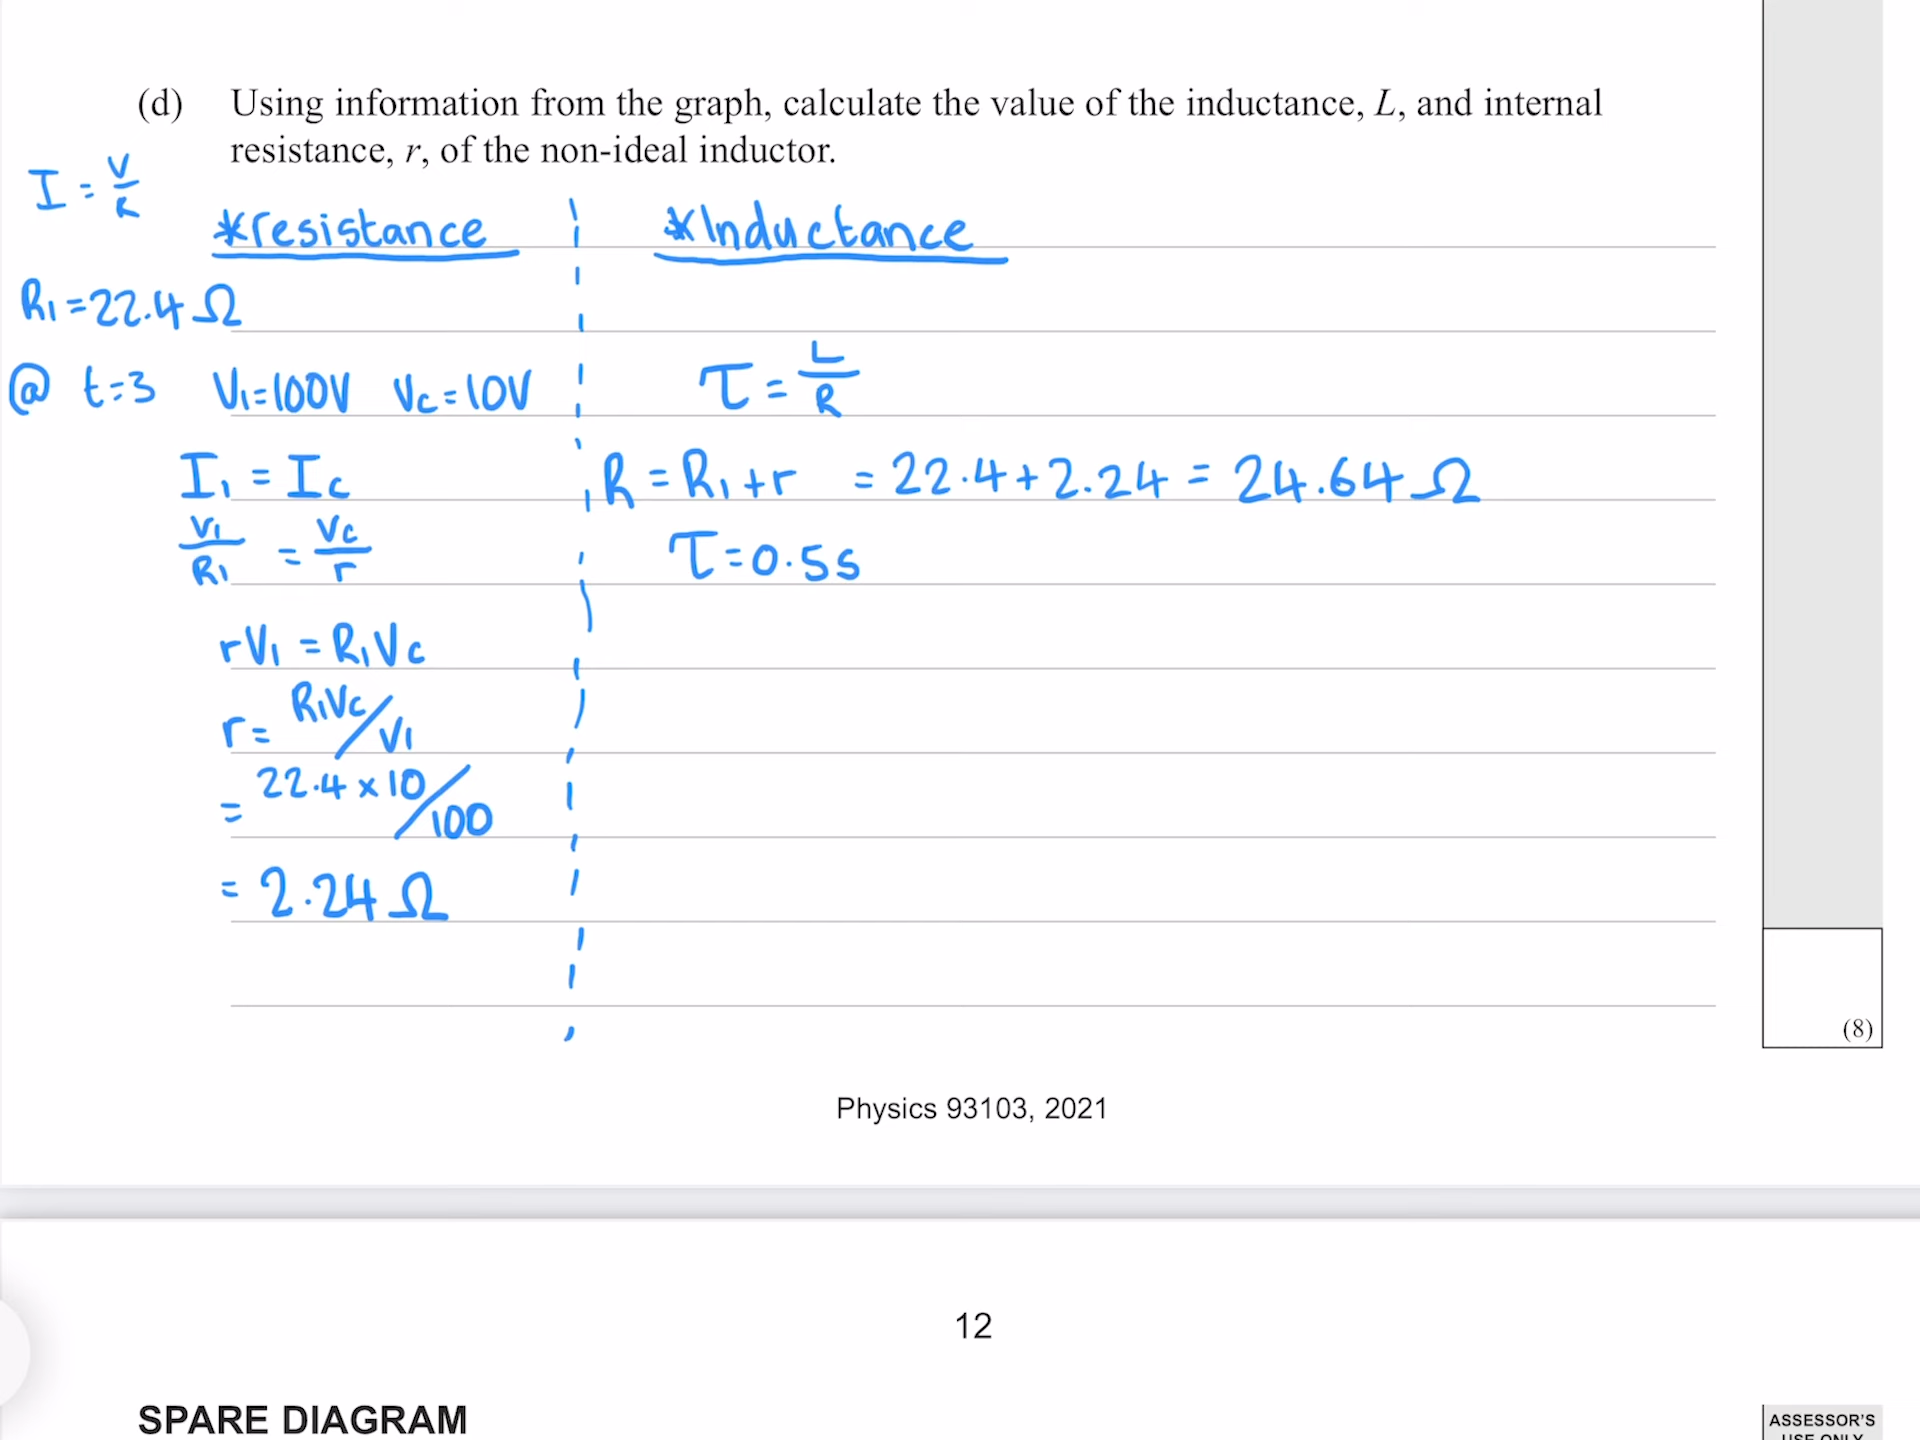 (d) Using information from the graph, calculate the value of the inductance, L, and internal
resistance, r, of the non-ideal inductor.
I = V/R
*resistance
R1 = 22.4 Ω
@ t=3 V1=100V Vc=10V
I1 = Ic
V1/R1 = Vc/r
rV1 = R1Vc
r = R1Vc/V1
= 22.4 × 10/100
= 2.24 Ω
*Inductance
τ = L/R
R = R1 + r = 22.4 + 2.24 = 24.64 Ω
τ = 0.5s
(8)
Physics 93103, 2021
12
SPARE DIAGRAM
ASSESSOR'S
USE ONLY